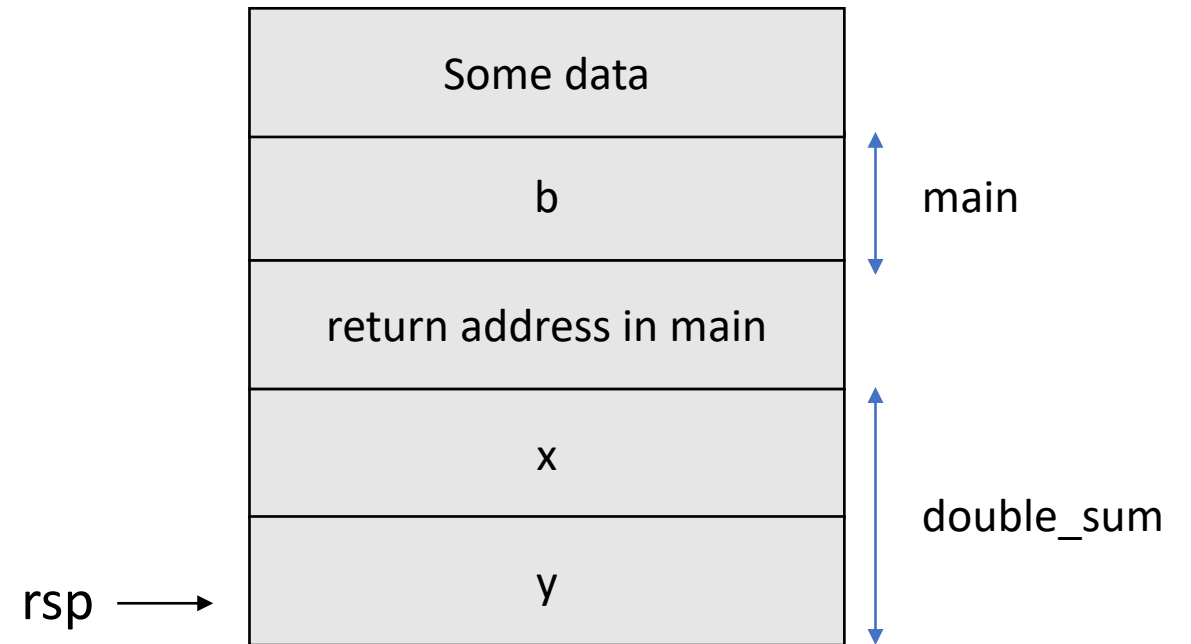 Some data
b
main
return address in main
x
double_sum
y
rsp